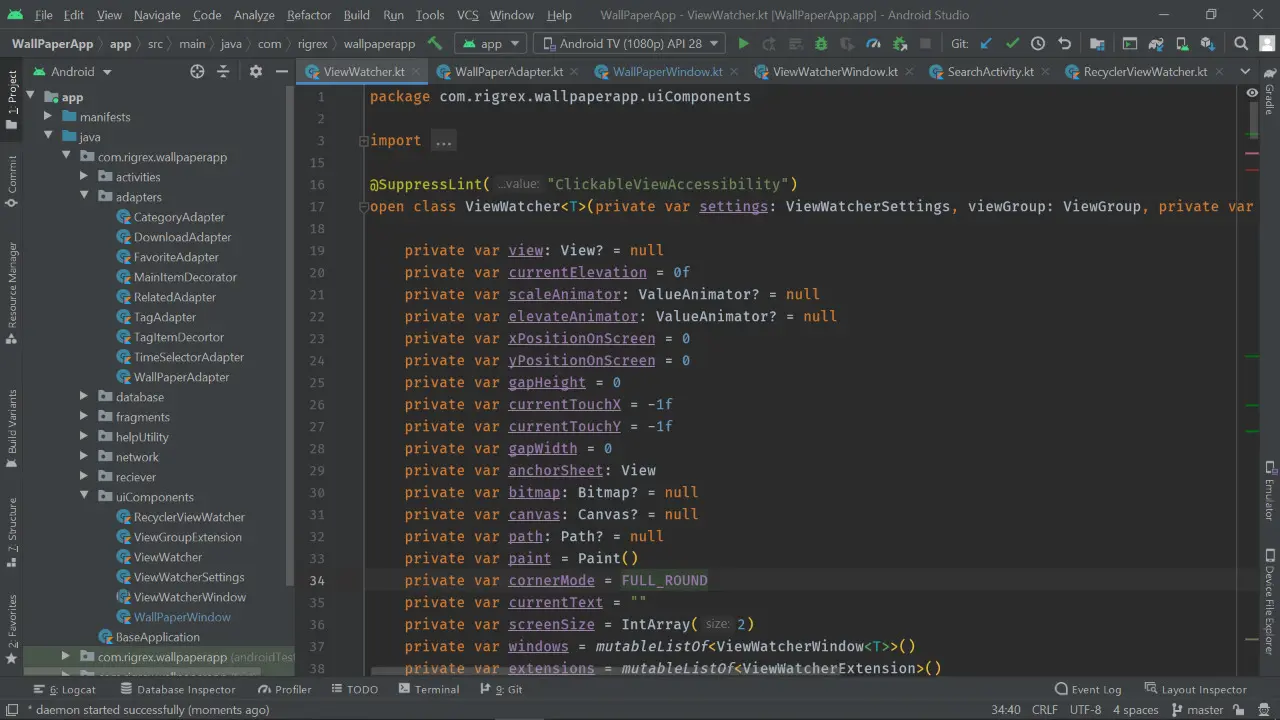 File Edit View Navigate Code Analyze Refactor Build Run Tools VCS Window Help WallPaperApp - ViewWatcher.kt [WallPaperApp.app] - Android Studio
WallPaperApp app src main java com rigrex wallpaperapp app Android TV (1080p) API 28 Git:
Android
ViewWatcher.kt WallPaperAdapter.kt WallPaperWindow.kt ViewWatcherWindow.kt SearchActivity.kt RecyclerViewWatcher.kt
1: Project
Commit
Resource Manager
Build Variants
7: Structure
2: Favorites
app
manifests
java
com.rigrex.wallpaperapp
activities
adapters
CategoryAdapter
DownloadAdapter
FavoriteAdapter
MainItemDecorator
RelatedAdapter
TagAdapter
TagItemDecortor
TimeSelectorAdapter
WallPaperAdapter
database
fragments
helpUtility
network
reciever
uiComponents
RecyclerViewWatcher
ViewGroupExtension
ViewWatcher
ViewWatcherSettings
ViewWatcherWindow
WallPaperWindow
BaseApplication
com.rigrex.wallpaperapp (androidTest
1 package com.rigrex.wallpaperapp.uiComponents
2
3 import ...
15
16 @SuppressLint( ...value: "ClickableViewAccessibility")
17 open class ViewWatcher<T>(private var settings: ViewWatcherSettings, viewGroup: ViewGroup, private var
18
19 private var view: View? = null
20 private var currentElevation = 0f
21 private var scaleAnimator: ValueAnimator? = null
22 private var elevateAnimator: ValueAnimator? = null
23 private var xPositionOnScreen = 0
24 private var yPositionOnScreen = 0
25 private var gapHeight = 0
26 private var currentTouchX = -1f
27 private var currentTouchY = -1f
28 private var gapWidth = 0
29 private var anchorSheet: View
30 private var bitmap: Bitmap? = null
31 private var canvas: Canvas? = null
32 private var path: Path? = null
33 private var paint = Paint()
34 private var cornerMode = FULL_ROUND
35 private var currentText = ""
36 private var screenSize = IntArray( size: 2)
37 private var windows = mutableListOf<ViewWatcherWindow<T>>()
38 private var extensions = mutableListOf<ViewWatcherExtension>()
Gradle
Emulator
Device File Explorer
6: Logcat Database Inspector Profiler TODO Terminal 9: Git Event Log Layout Inspector
* daemon started successfully (moments ago) 34:40 CRLF UTF-8 4 spaces master